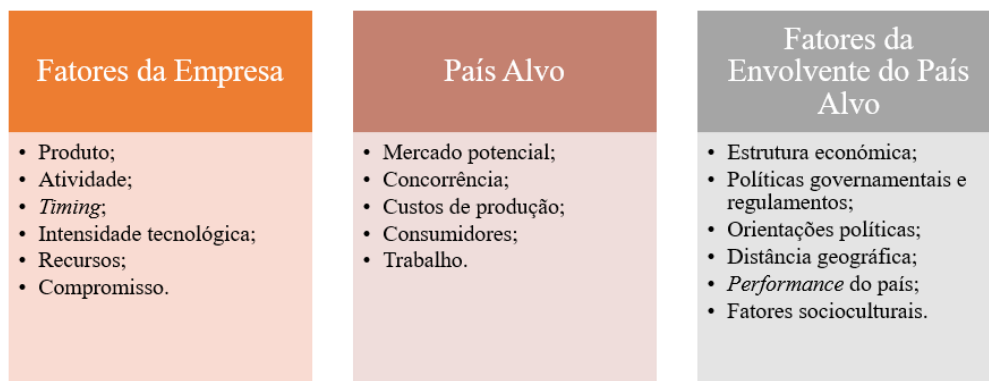 Fatores da Empresa
• Produto;
• Atividade;
• Timing;
• Intensidade tecnológica;
• Recursos;
• Compromisso.
País Alvo
• Mercado potencial;
• Concorrência;
• Custos de produção;
• Consumidores;
• Trabalho.
Fatores da
Envolvente do País
Alvo
• Estrutura económica;
• Políticas governamentais e
regulamentos;
• Orientações políticas;
• Distância geográfica;
• Performance do país;
• Fatores socioculturais.